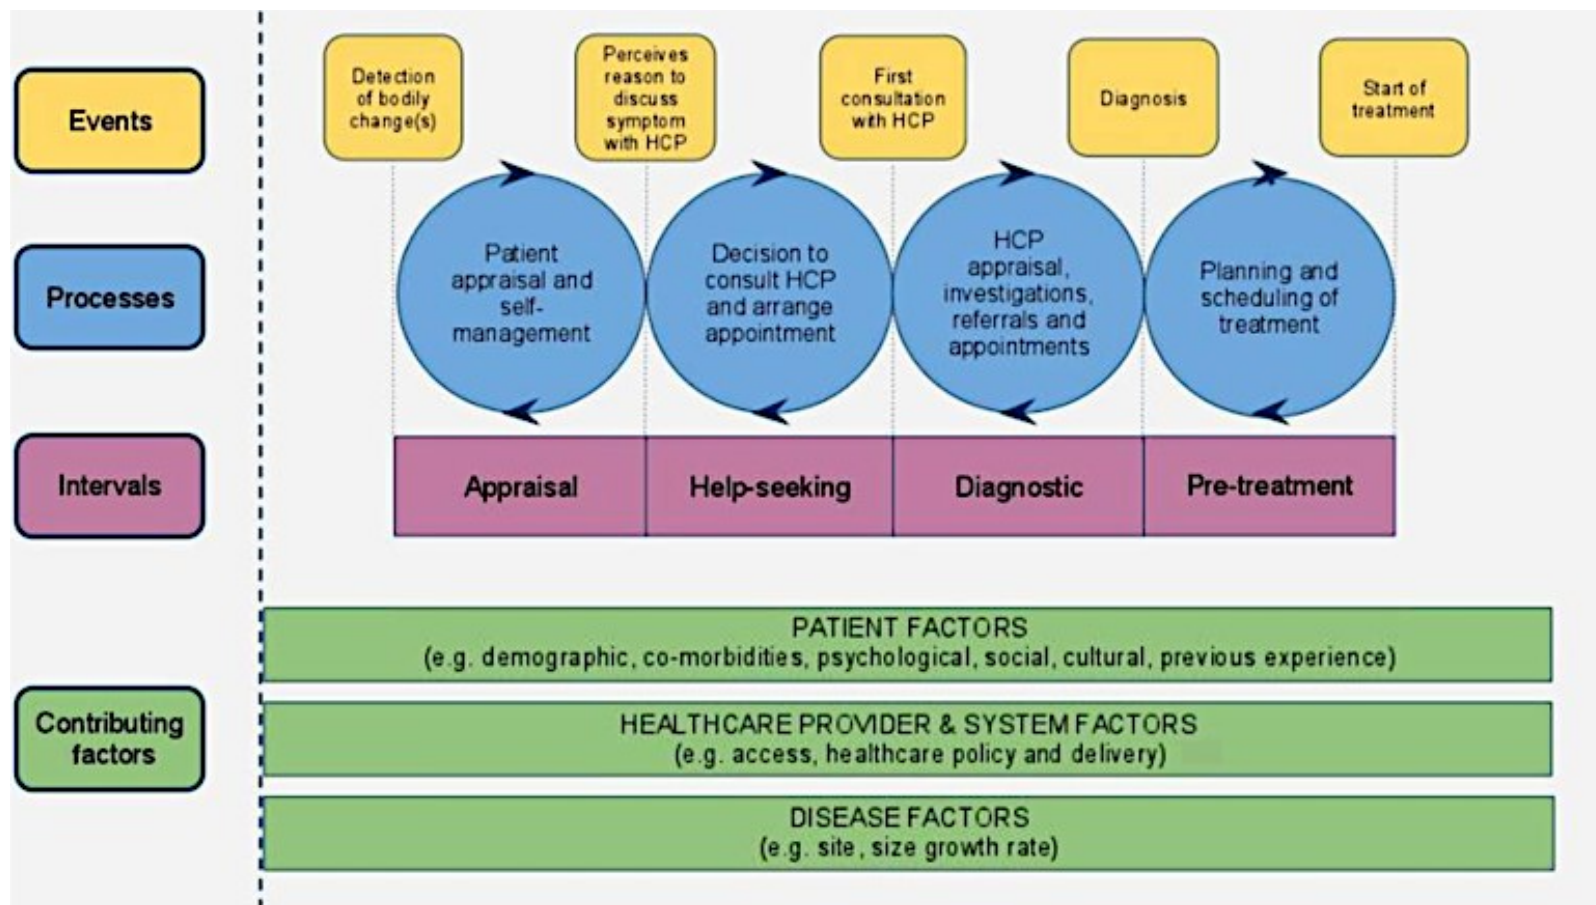 Events
Detection
of bodily
change(s)
Perceives
reason to
discuss
symptom
with HCP
First
consultation
with HCP
Diagnosis
Start of
treatment
Processes
Patient
appraisal and
self-
management
Decision to
consult HCP
and arrange
appointment
HCP
appraisal,
investigations,
referrals and
appointments
Planning and
scheduling of
treatment
Intervals
Appraisal
Help-seeking
Diagnostic
Pre-treatment
Contributing
factors
PATIENT FACTORS
(e.g. demographic, co-morbidities, psychological, social, cultural, previous experience)
HEALTHCARE PROVIDER & SYSTEM FACTORS
(e.g. access, healthcare policy and delivery)
DISEASE FACTORS
(e.g. site, size growth rate)